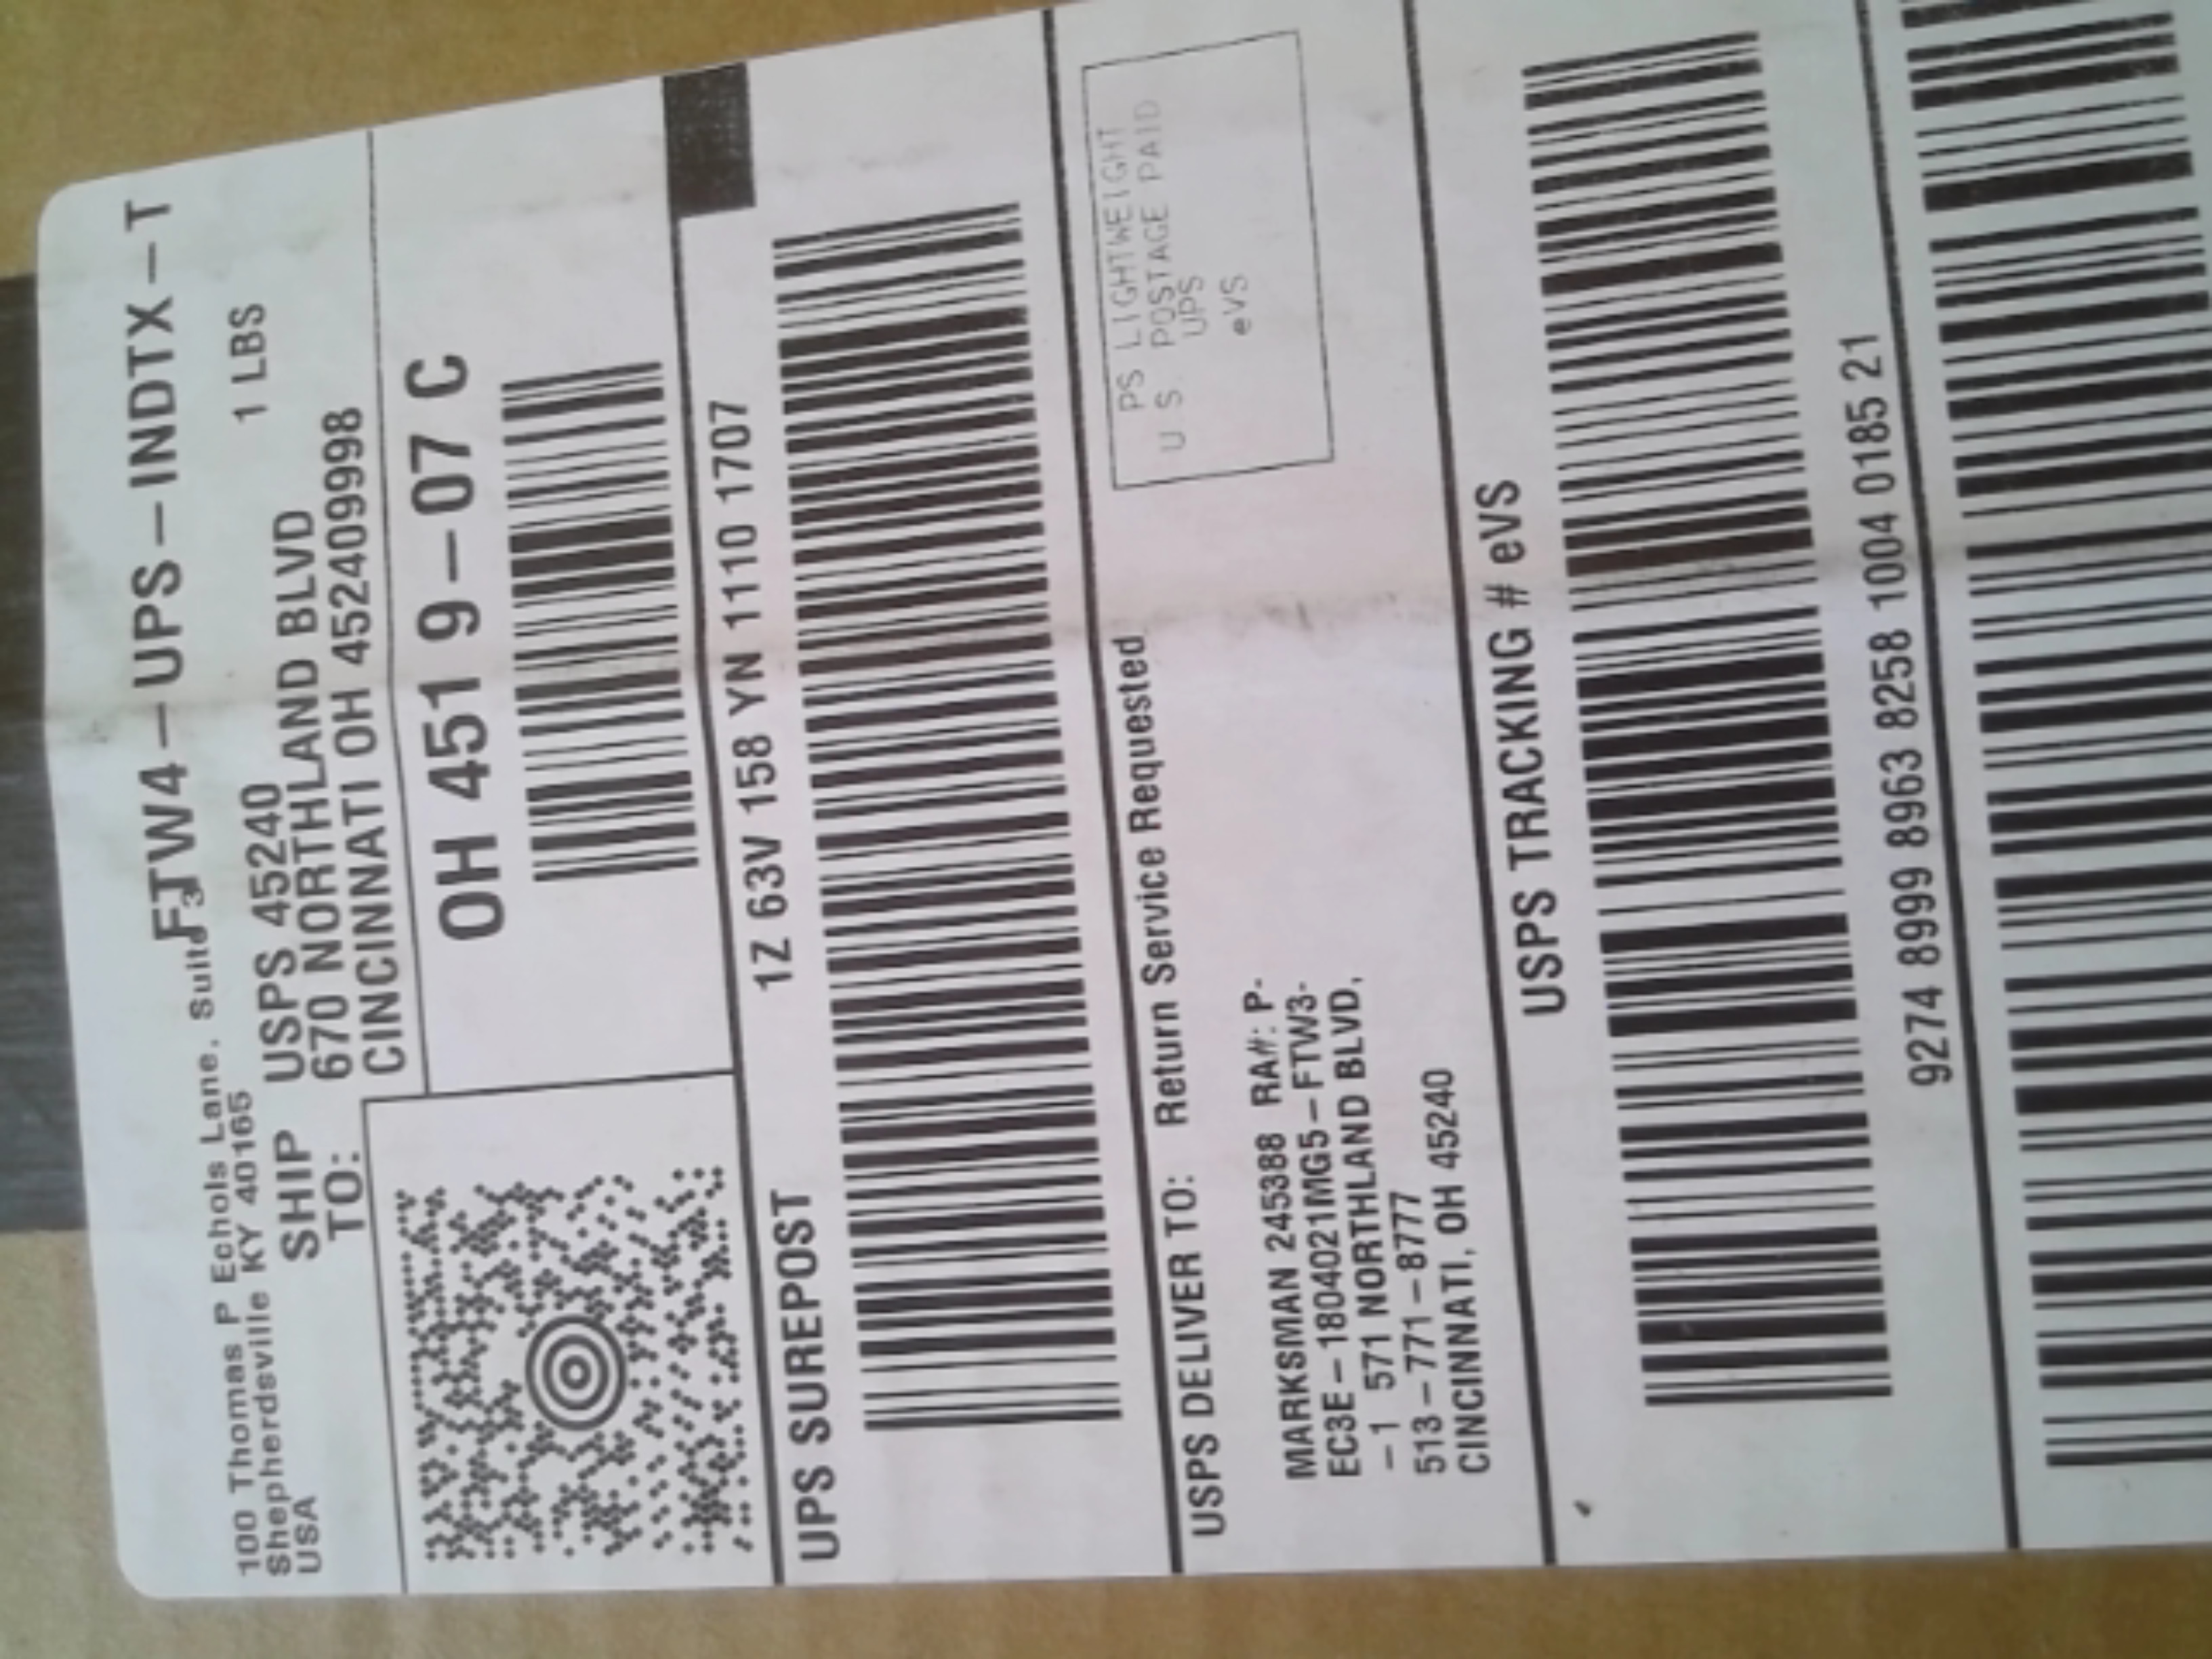 FTW4-UPS-INDTX-T
100 Thomas P Echols Lane, Suite 3
Shepherdsville KY 40165
USA
1 LBS
SHIP TO:
USPS 45240
670 NORTHLAND BLVD
CINCINNATI OH 452409998
OH 451 9-07 C
UPS SUREPOST
1Z 63V 158 YN 1110 1707
USPS DELIVER TO:
Return Service Requested
PS LIGHTWEIGHT
U S POSTAGE PAID
UPS
eVS
MARKSMAN 245388 RA#: P-
EC3E-1804021MG5-FTW3-
-1 571 NORTHLAND BLVD,
513-771-8777
CINCINNATI, OH 45240
USPS TRACKING # eVS
9274 8999 8963 8258 1004 0185 21